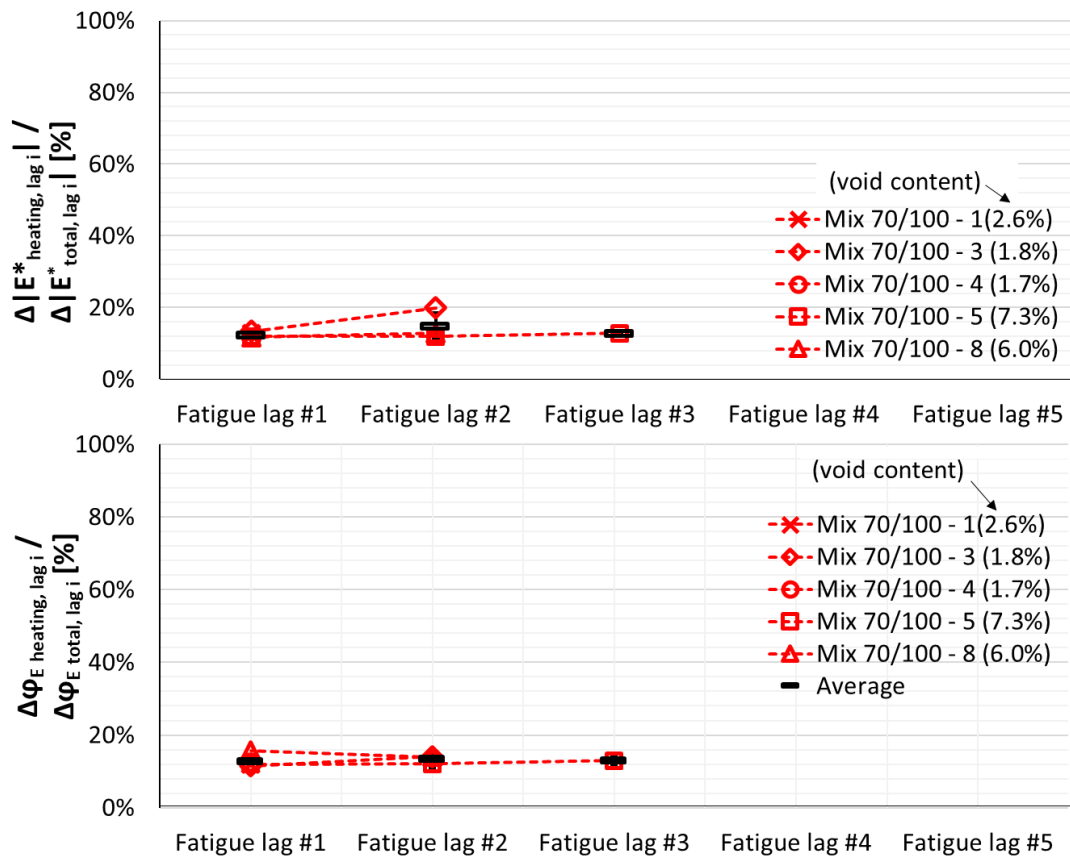 100%
80%
60%
40%
20%
0%
Δ|E*heating, lag i| /
Δ|E*total, lag i| [%]
(void content)
Mix 70/100 - 1(2.6%)
Mix 70/100 - 3 (1.8%)
Mix 70/100 - 4 (1.7%)
Mix 70/100 - 5 (7.3%)
Mix 70/100 - 8 (6.0%)
Fatigue lag #1 Fatigue lag #2 Fatigue lag #3 Fatigue lag #4 Fatigue lag #5
100%
80%
60%
40%
20%
0%
ΔφE heating, lag i /
ΔφE total, lag i [%]
(void content)
Mix 70/100 - 1(2.6%)
Mix 70/100 - 3 (1.8%)
Mix 70/100 - 4 (1.7%)
Mix 70/100 - 5 (7.3%)
Mix 70/100 - 8 (6.0%)
Average
Fatigue lag #1 Fatigue lag #2 Fatigue lag #3 Fatigue lag #4 Fatigue lag #5